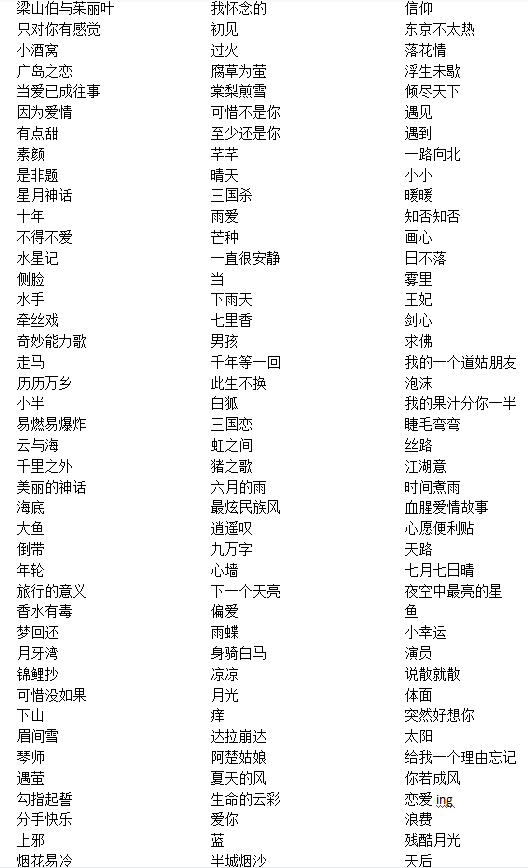 梁山伯与茱丽叶 我怀念的 信仰
只对你有感觉 初见 东京不太热
小酒窝 过火 落花情
广岛之恋 腐草为萤 浮生未歇
当爱已成往事 棠梨煎雪 倾尽天下
因为爱情 可惜不是你 遇见
有点甜 至少还是你 遇到
素颜 芊芊 一路向北
是非题 晴天 小小
星月神话 三国杀 暖暖
十年 雨爱 知否知否
不得不爱 芒种 画心
水星记 一直很安静 日不落
侧脸 当 雾里
水手 下雨天 王妃
牵丝戏 七里香 剑心
奇妙能力歌 男孩 求佛
走马 千年等一回 我的一个道姑朋友
历历万乡 此生不换 泡沫
小半 白狐 我的果汁分你一半
易燃易爆炸 三国恋 睫毛弯弯
云与海 虹之间 丝路
千里之外 猪之歌 江湖意
美丽的神话 六月的雨 时间煮雨
海底 最炫民族风 血腥爱情故事
大鱼 逍遥叹 心愿便利贴
倒带 九万字 天路
年轮 心墙 七月七日晴
旅行的意义 下一个天亮 夜空中最亮的星
香水有毒 偏爱 鱼
梦回还 雨蝶 小幸运
月牙湾 身骑白马 演员
锦鲤抄 凉凉 说散就散
可惜没如果 月光 体面
下山 痒 突然好想你
眉间雪 达拉崩达 太阳
琴师 阿楚姑娘 给我一个理由忘记
遇萤 夏天的风 你若成风
勾指起誓 生命的云彩 恋爱 ing
分手快乐 爱你 浪费
上邪 蓝 残酷月光
烟花易冷 半城烟沙 天后